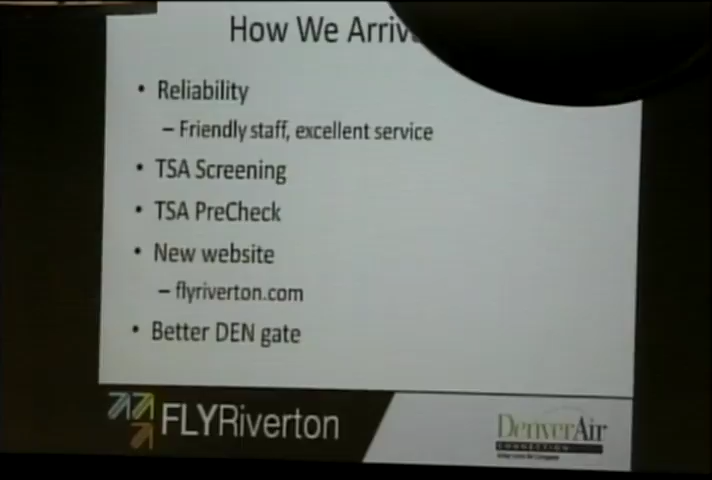 How We Arriv
• Reliability
– Friendly staff, excellent service
• TSA Screening
• TSA PreCheck
• New website
– flyriverton.com
• Better DEN gate
FLYRiverton
DenverAir
CONNECTION